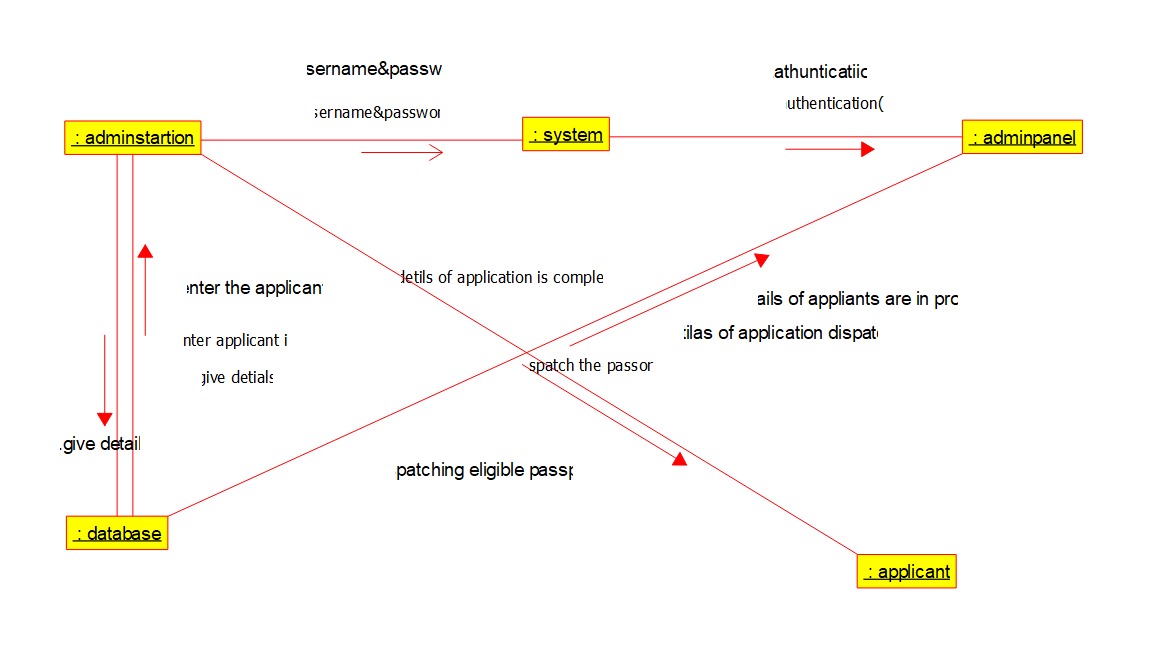 sername&passw
athunticatiic
sername&passwor
uthentication(
: adminstartion
: system
: adminpanel
detils of application is comple
enter the applicant
ails of appliants are in pro
tilas of application dispat
nter applicant i
spatch the passor
give detials
.give detail
patching eligible passp
: database
: applicant